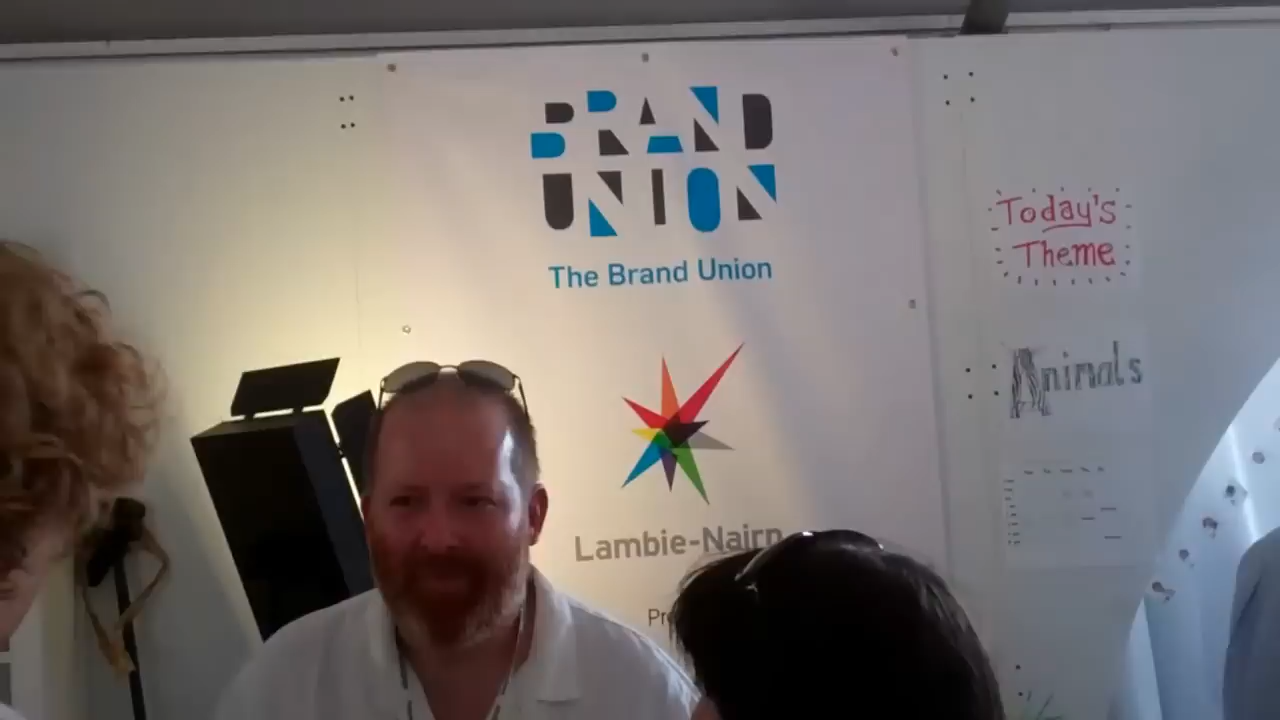 BRAND
UNION
The Brand Union
Lambie-Nairn
Today's
Theme
Animals